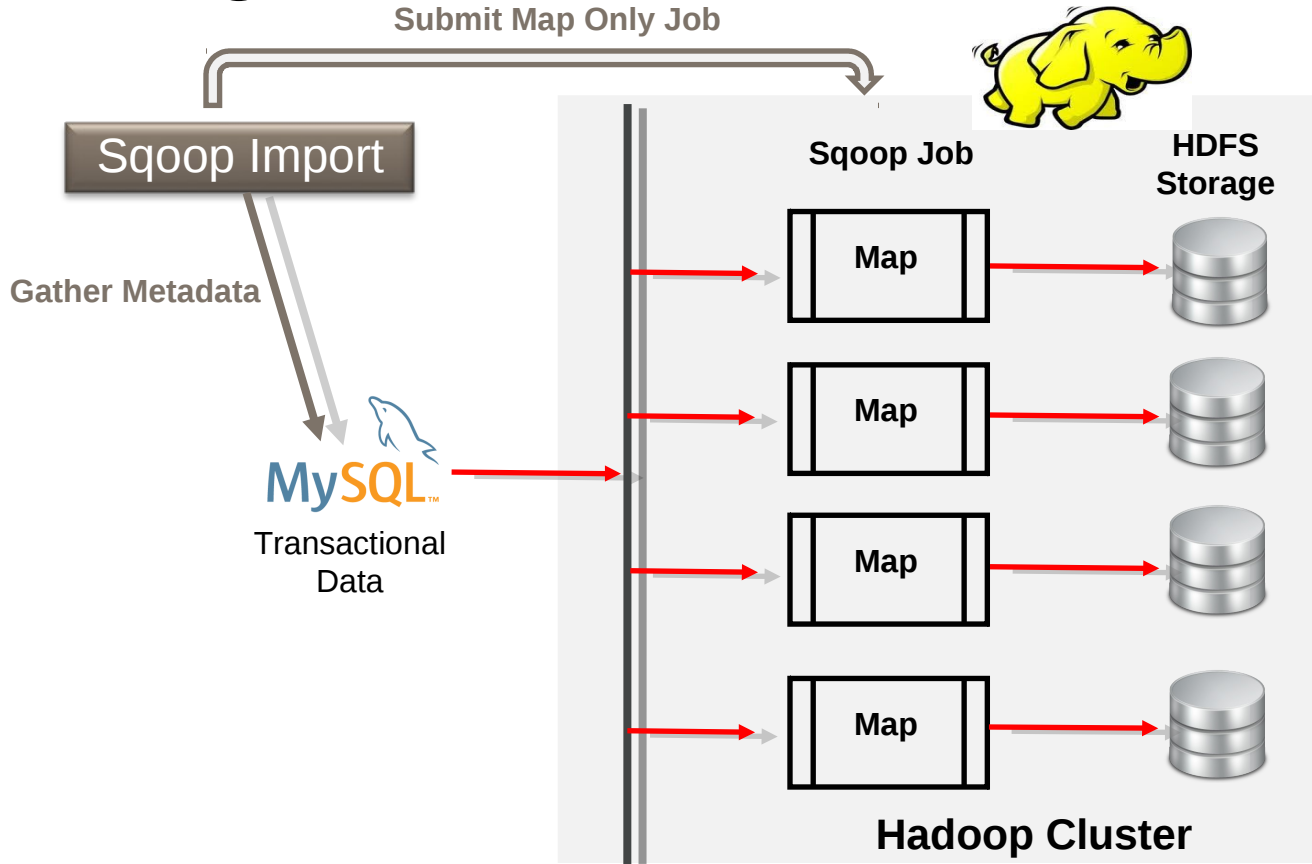 Submit Map Only Job
Sqoop Import
Sqoop Job
HDFS
Storage
Map
Gather Metadata
Map
MySQL™
Transactional
Data
Map
Map
Hadoop Cluster